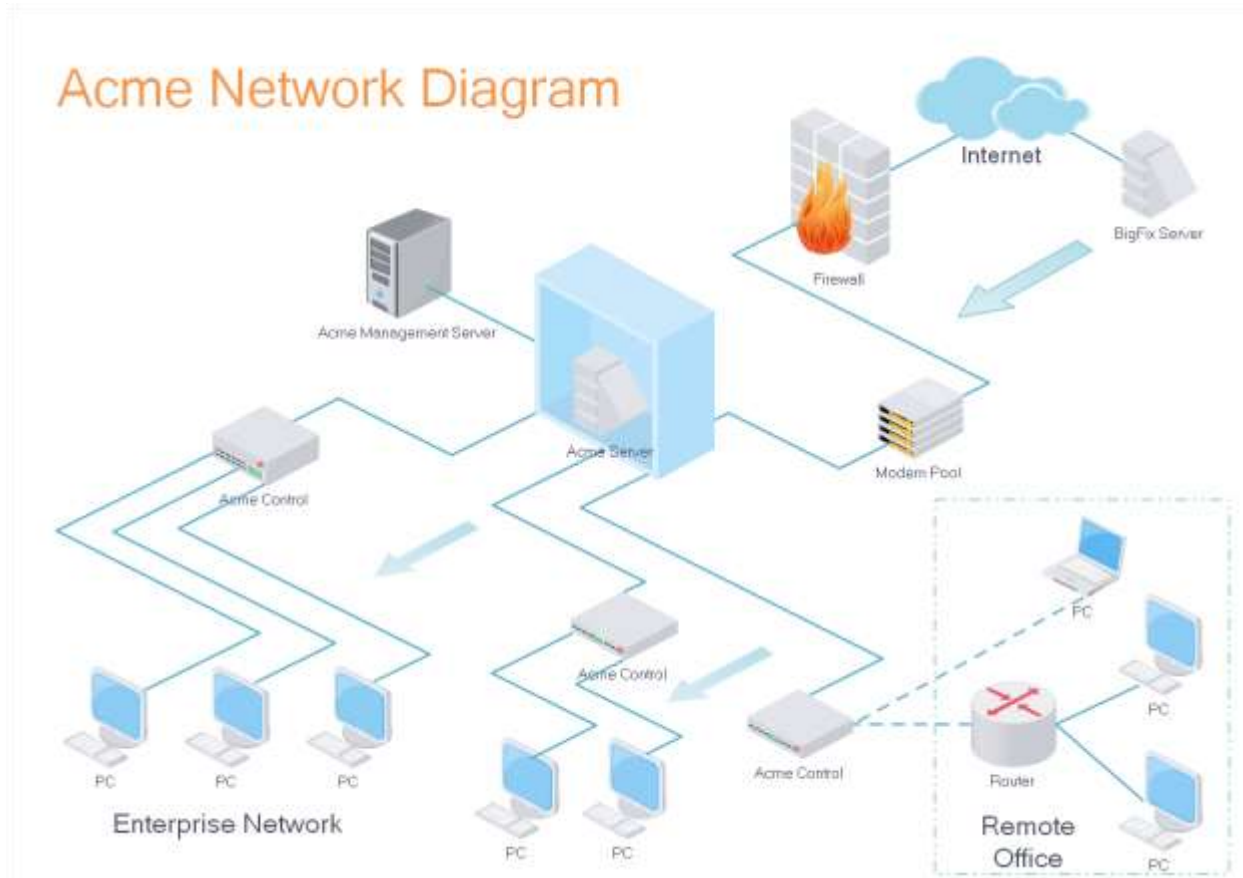 Acme Network Diagram
Internet
BigFix Server
Firewall
Acme Management Server
Acme Server
Modem Pool
Acme Control
PC
Acme Control
PC
Acme Control
Router
PC
PC
PC
PC
Enterprise Network
Remote
Office
PC
PC
PC